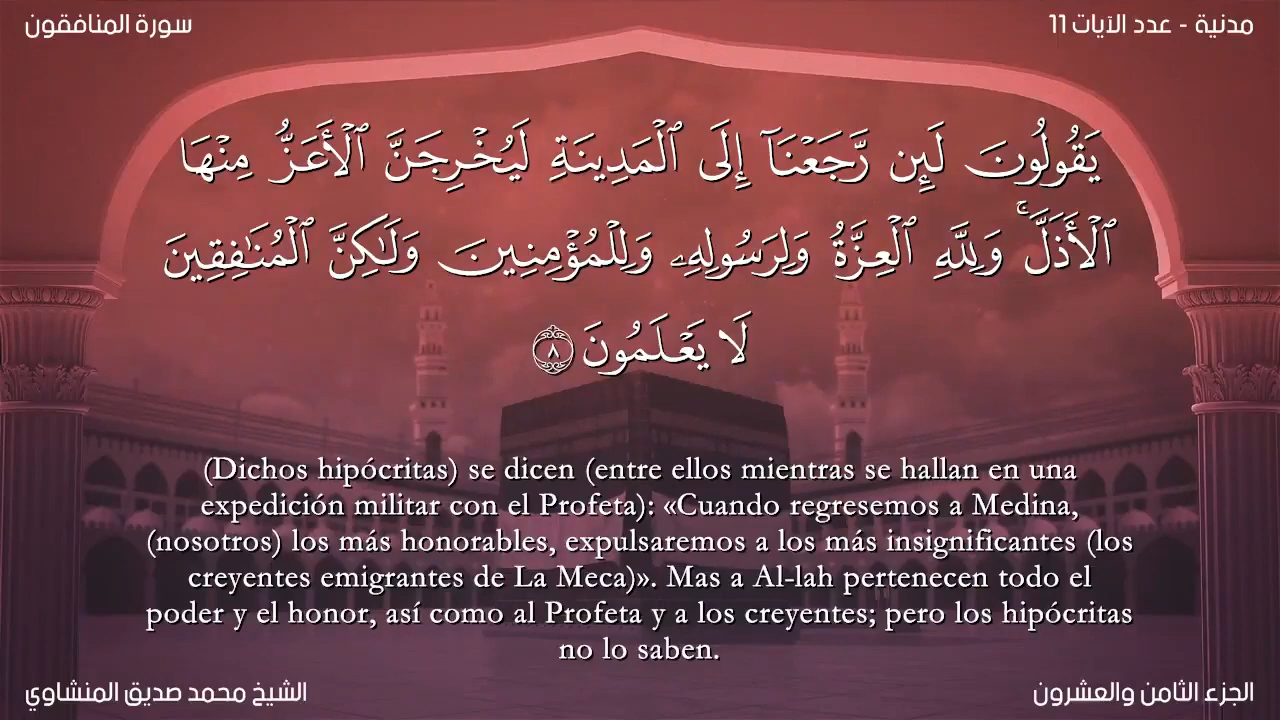 سورة المنافقون
مدنية - عدد الآيات 11
يَقُولُونَ لَئِن رَّجَعْنَآ إِلَى ٱلْمَدِينَةِ لَيُخْرِجَنَّ ٱلْأَعَزُّ مِنْهَا
ٱلْأَذَلَّ ۚ وَلِلَّهِ ٱلْعِزَّةُ وَلِرَسُولِهِۦ وَلِلْمُؤْمِنِينَ وَلَٰكِنَّ ٱلْمُنَٰفِقِينَ
لَا يَعْلَمُونَ ٨
(Dichos hipócritas) se dicen (entre ellos mientras se hallan en una
expedición militar con el Profeta): «Cuando regresemos a Medina,
(nosotros) los más honorables, expulsaremos a los más insignificantes (los
creyentes emigrantes de La Meca)». Mas a Al-lah pertenecen todo el
poder y el honor, así como al Profeta y a los creyentes; pero los hipócritas
no lo saben.
الشيخ محمد صديق المنشاوي
الجزء الثامن والعشرون